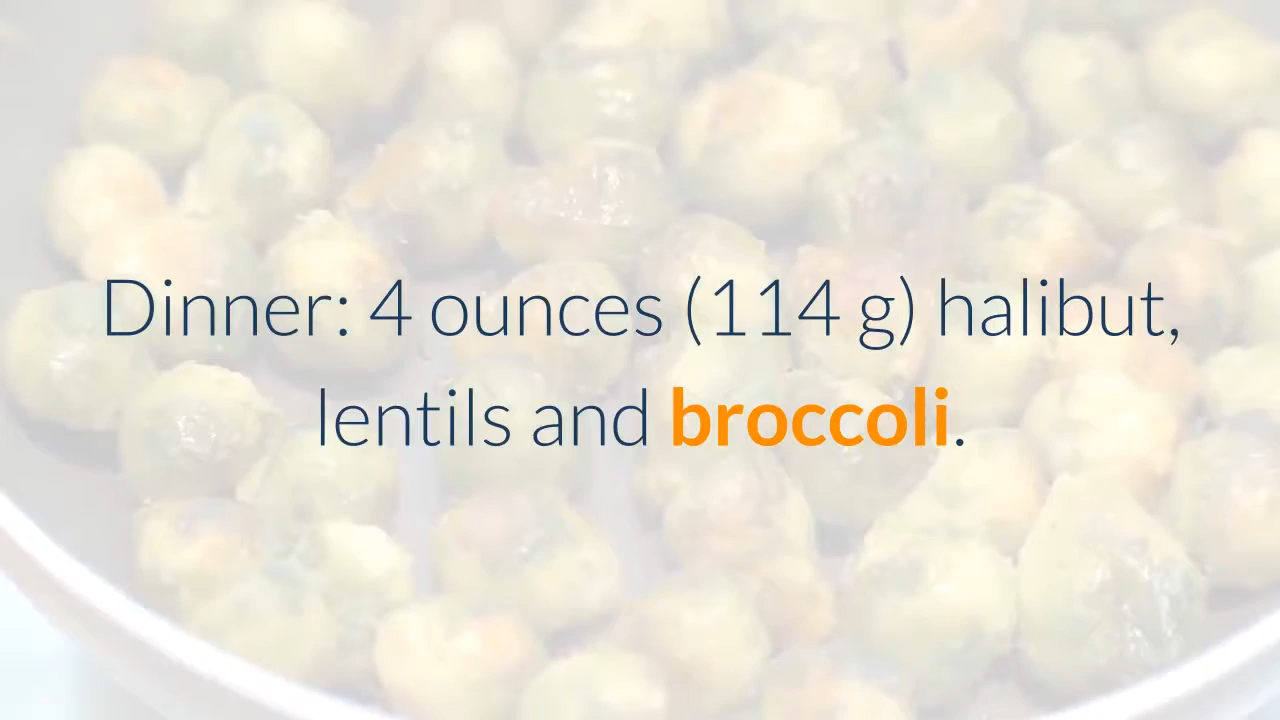 Dinner: 4 ounces (114 g) halibut,
lentils and broccoli.